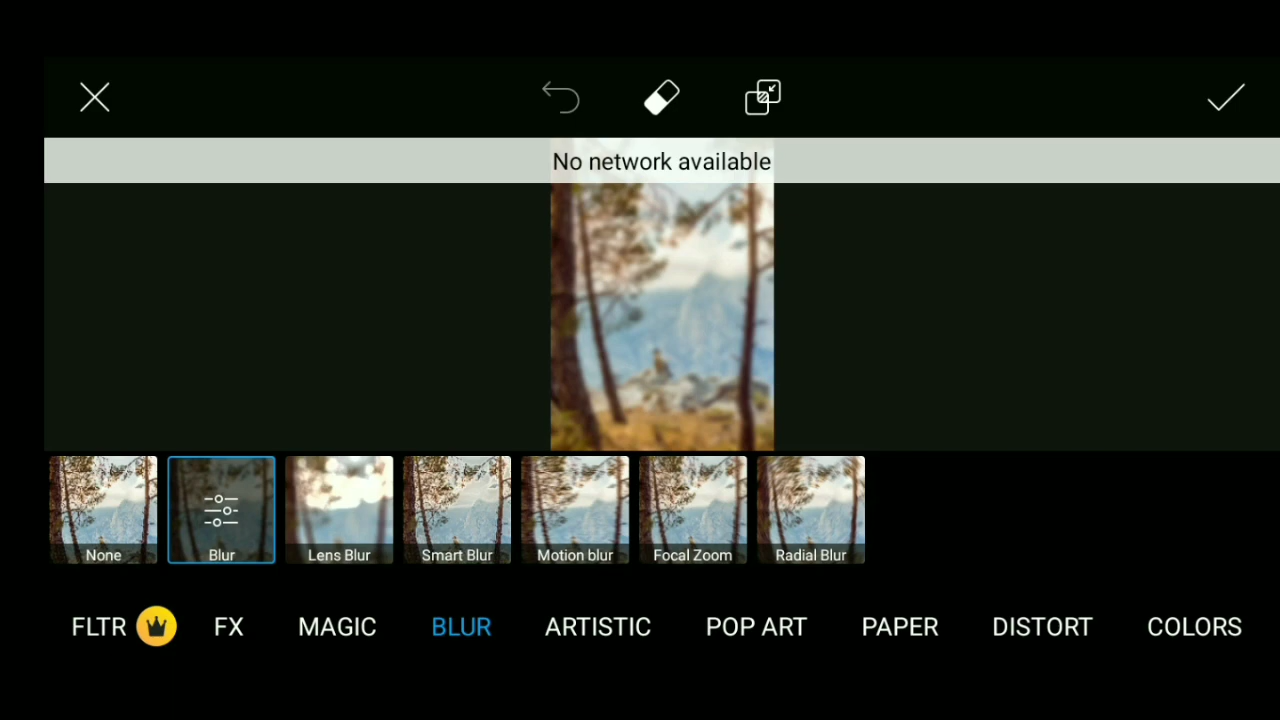 No network available
None Blur Lens Blur Smart Blur Motion blur Focal Zoom Radial Blur
FLTR FX MAGIC BLUR ARTISTIC POP ART PAPER DISTORT COLORS